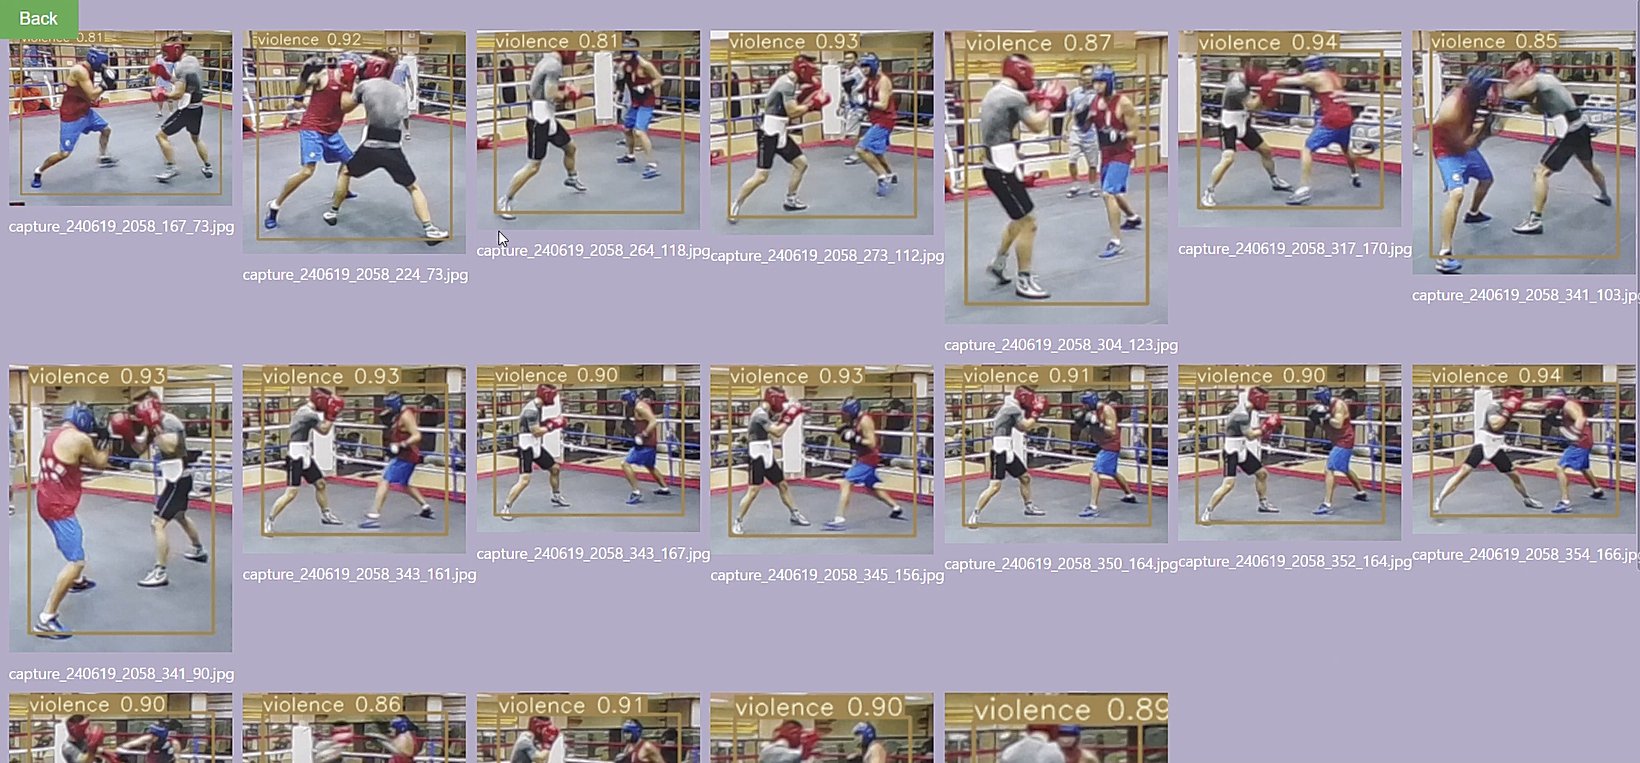 Back
violence 0.81
violence 0.92
violence 0.81
violence 0.93
violence 0.87
violence 0.94
violence 0.85
capture_240619_2058_167_73.jpg
capture_240619_2058_224_73.jpg
capture_240619_2058_264_118.jpg
capture_240619_2058_273_112.jpg
capture_240619_2058_304_123.jpg
capture_240619_2058_317_170.jpg
capture_240619_2058_341_103.jpg
violence 0.93
violence 0.93
violence 0.90
violence 0.93
violence 0.91
violence 0.90
violence 0.94
capture_240619_2058_341_90.jpg
capture_240619_2058_343_161.jpg
capture_240619_2058_343_167.jpg
capture_240619_2058_345_156.jpg
capture_240619_2058_350_164.jpg
capture_240619_2058_352_164.jpg
capture_240619_2058_354_166.jpg
violence 0.90
violence 0.86
violence 0.91
violence 0.90
violence 0.89